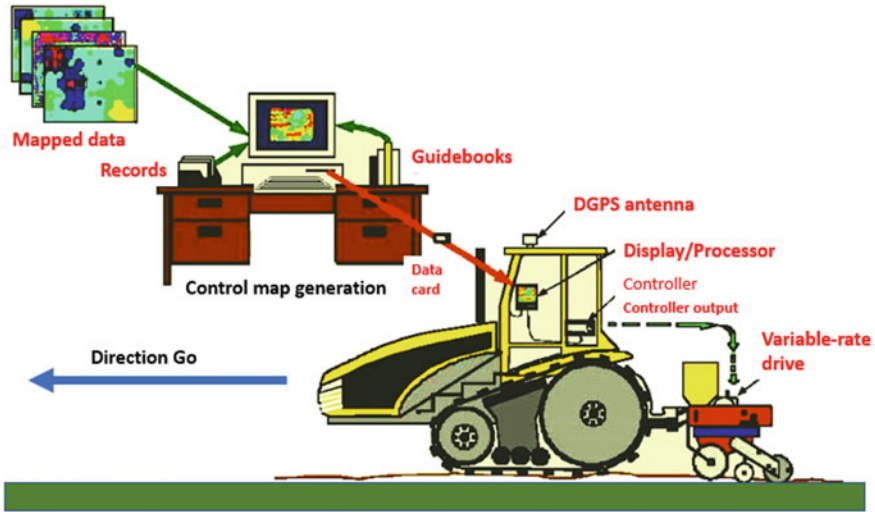 Mapped data
Records
Guidebooks
DGPS antenna
Display/Processor
Data
card
Controller
Control map generation
Controller output
Variable-rate
drive
Direction Go